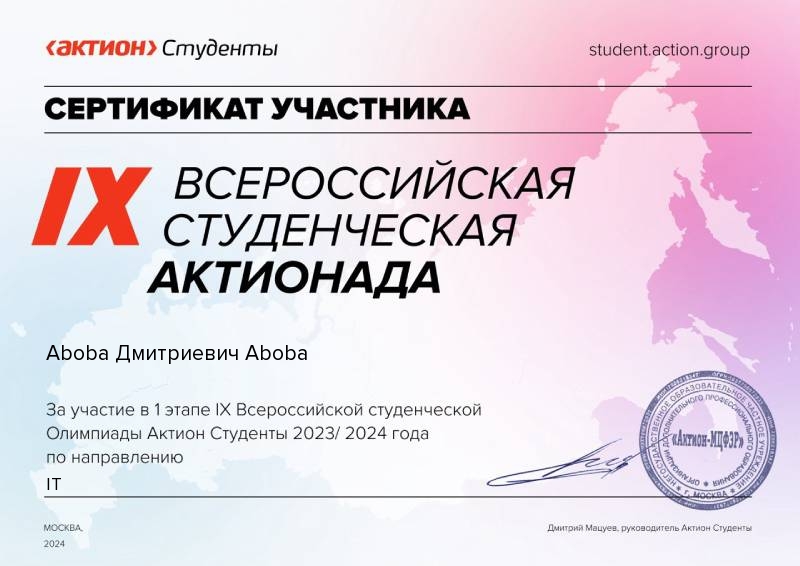 ‹актион› Студенты
student.action.group
СЕРТИФИКАТ УЧАСТНИКА
IX ВСЕРОССИЙСКАЯ
СТУДЕНЧЕСКАЯ
АКТИОНАДА
Aboba Дмитриевич Aboba
За участие в 1 этапе IX Всероссийской студенческой
Олимпиады Актион Студенты 2023/ 2024 года
по направлению
IT
НЕГОСУДАРСТВЕННОЕ ОБРАЗОВАТЕЛЬНОЕ ЧАСТНОЕ УЧРЕЖДЕНИЕ
ОРГАНИЗАЦИИ ДОПОЛНИТЕЛЬНОГО ПРОФЕССИОНАЛЬНОГО ОБРАЗОВАНИЯ
«Актион-МЦФЭР»
г. МОСКВА
МОСКВА,
2024
Дмитрий Мацуев, руководитель Актион Студенты